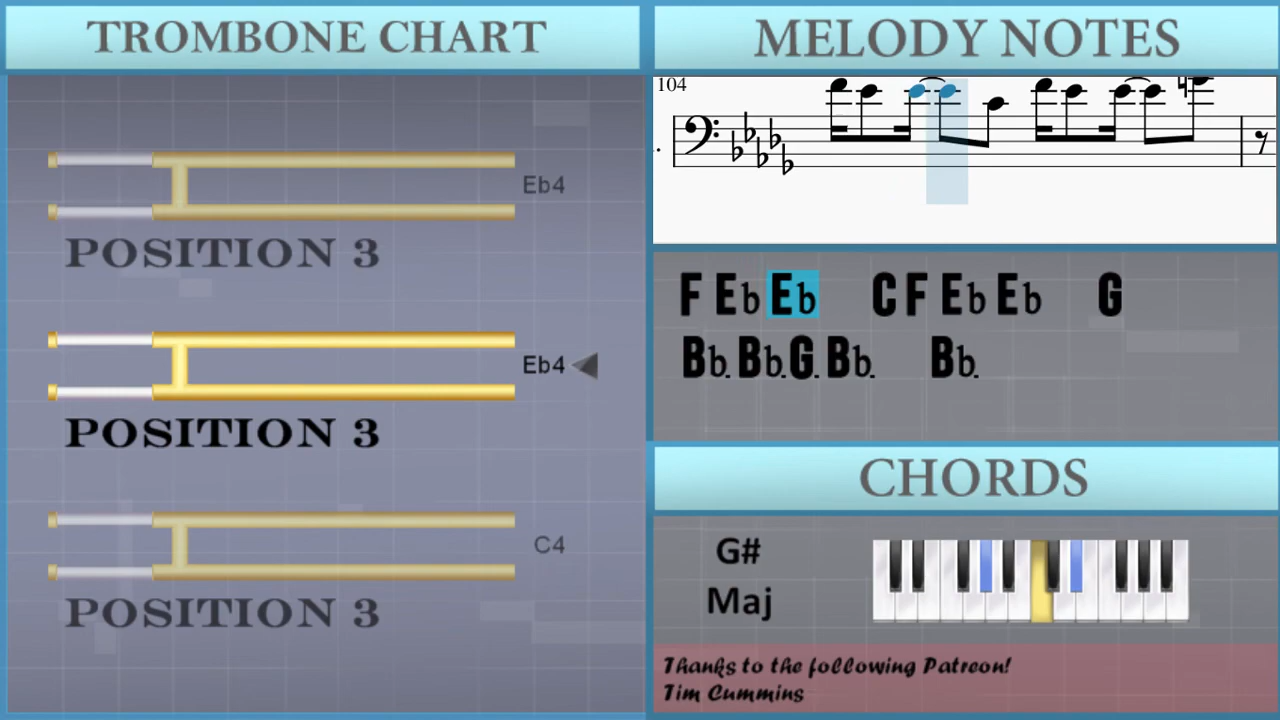 TROMBONE CHART
Eb4
POSITION 3
Eb4
POSITION 3
C4
POSITION 3
MELODY NOTES
104
F Eb Eb C F Eb Eb G
Bb. Bb. G. Bb. Bb.
CHORDS
G#
Maj
Thanks to the following Patreon!
Tim Cummins